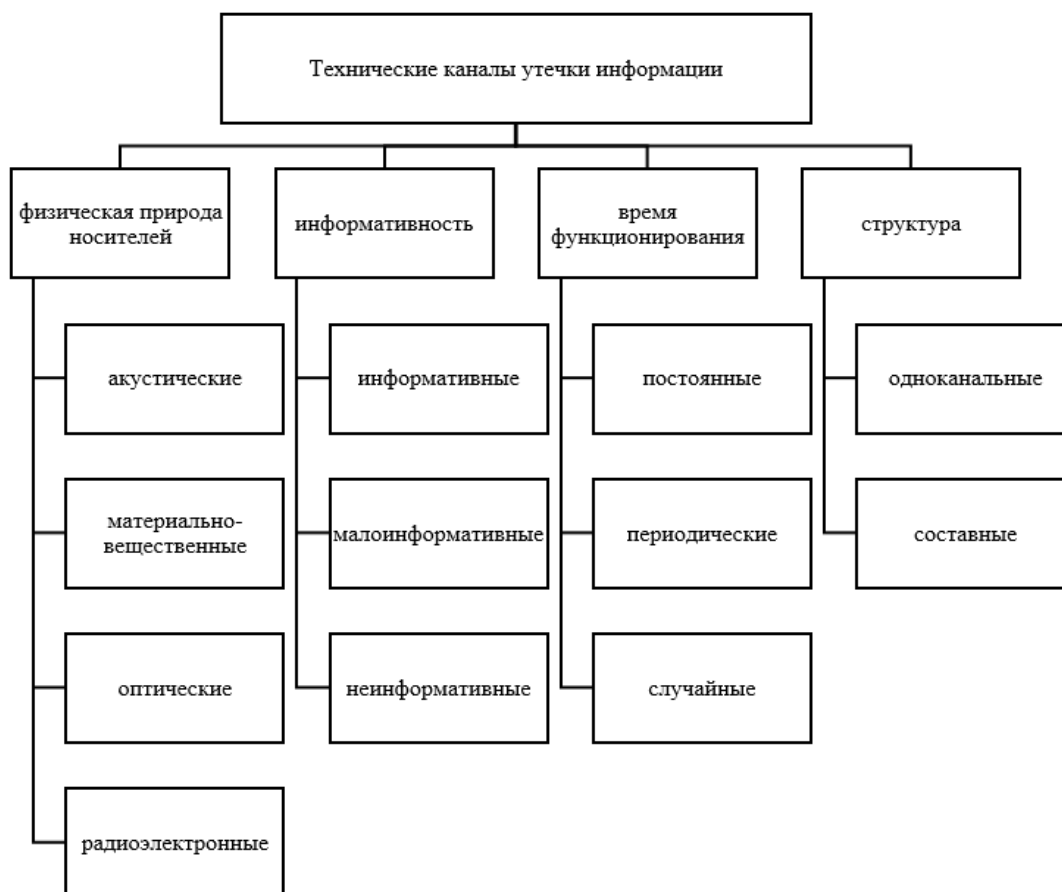 Технические каналы утечки информации
физическая природа
носителей
информативность
время
функционирования
структура
акустические
информативные
постоянные
одноканальные
материально-
вещественные
малоинформативные
периодические
составные
оптические
неинформативные
случайные
радиоэлектронные